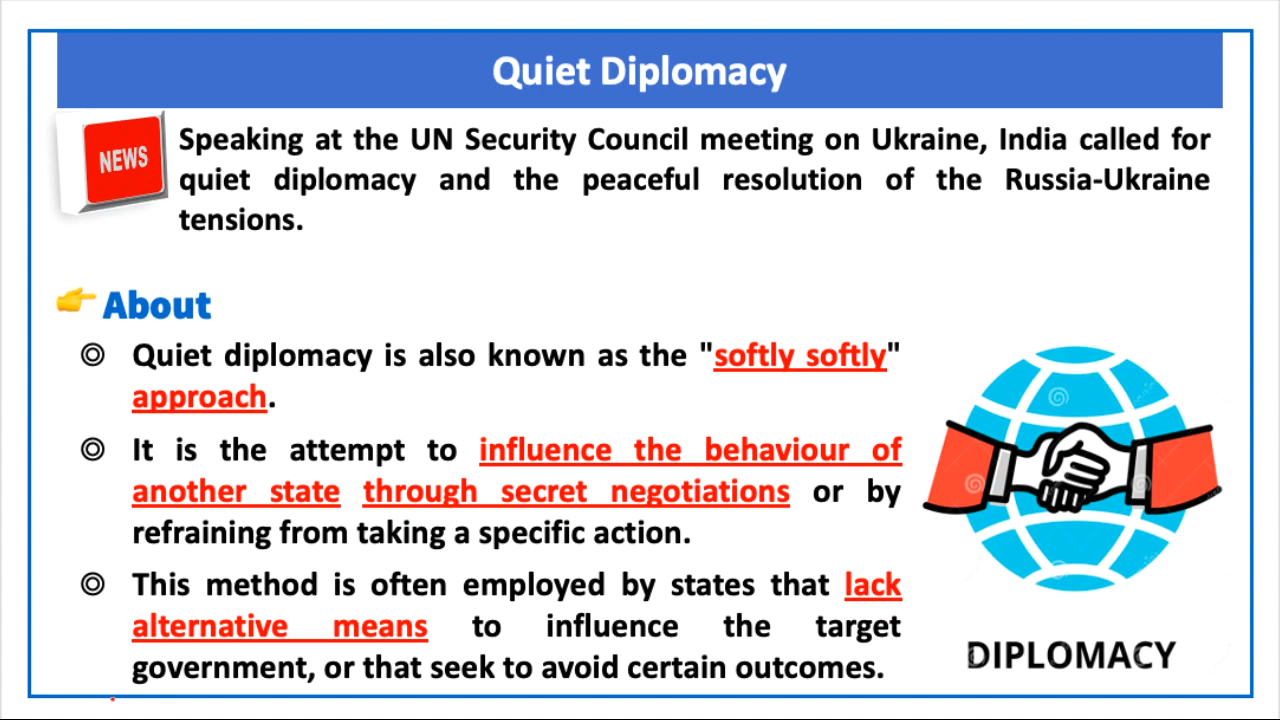 Quiet Diplomacy
NEWS
Speaking at the UN Security Council meeting on Ukraine, India called for
quiet diplomacy and the peaceful resolution of the Russia-Ukraine
tensions.
About
Quiet diplomacy is also known as the "softly softly"
approach.
It is the attempt to influence the behaviour of
another state through secret negotiations or by
refraining from taking a specific action.
This method is often employed by states that lack
alternative means to influence the target
government, or that seek to avoid certain outcomes.
DIPLOMACY